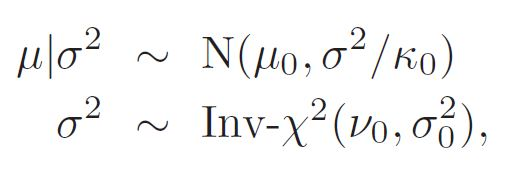 μ|σ² ∼ N(μ₀, σ²/κ₀)
σ² ∼ Inv-χ²(ν₀, σ₀²),